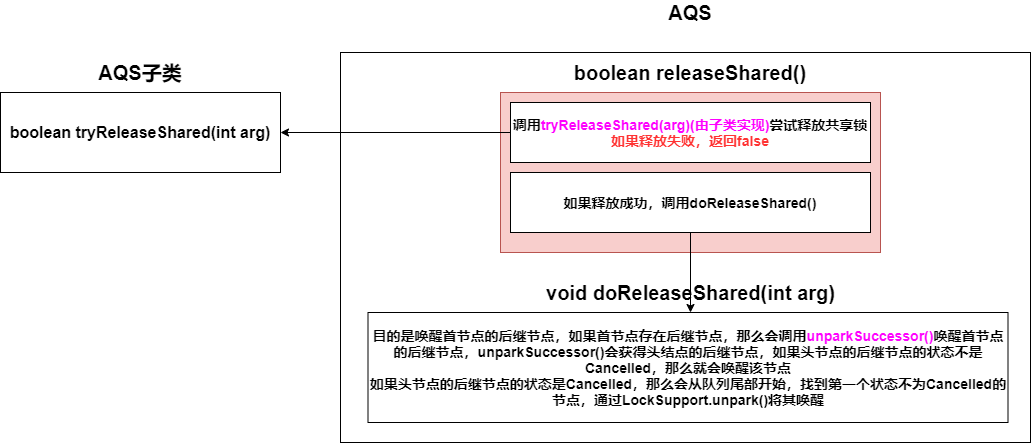 AQS
AQS子类
boolean releaseShared()
boolean tryReleaseShared(int arg)
调用tryReleaseShared(arg)(由子类实现)尝试释放共享锁
如果释放失败，返回false
如果释放成功，调用doReleaseShared()
void doReleaseShared(int arg)
目的是唤醒首节点的后继节点，如果首节点存在后继节点，那么会调用unparkSuccessor()唤醒首节点
的后继节点，unparkSuccessor()会获得头结点的后继节点，如果头节点的后继节点的状态不是
Cancelled，那么就会唤醒该节点
如果头节点的后继节点的状态是Cancelled，那么会从队列尾部开始，找到第一个状态不为Cancelled的
节点，通过LockSupport.unpark()将其唤醒